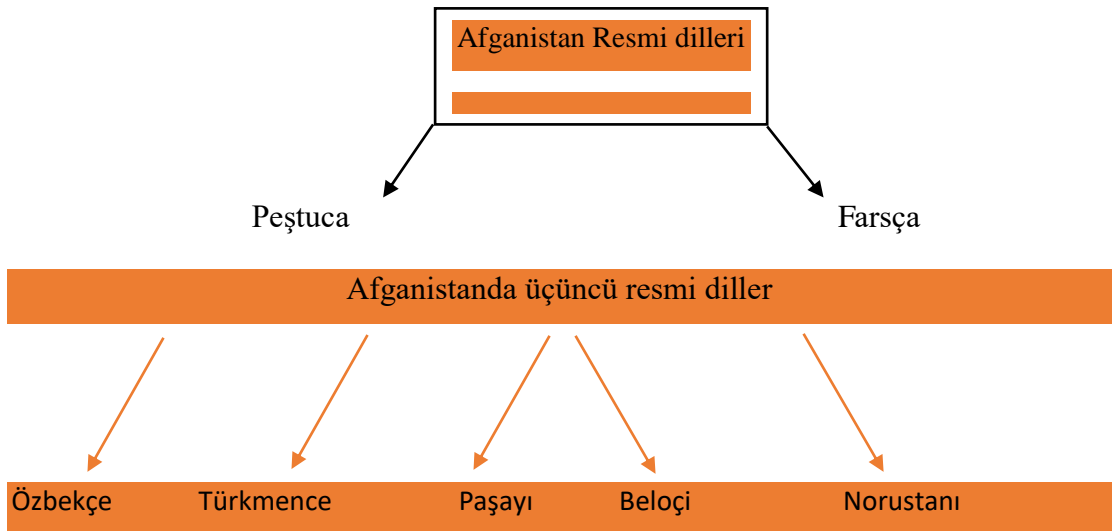 Afganistan Resmi dilleri
Peştuca Farsça
Afganistanda üçüncü resmi diller
Özbekçe Türkmence Paşayı Beloçi Norustanı